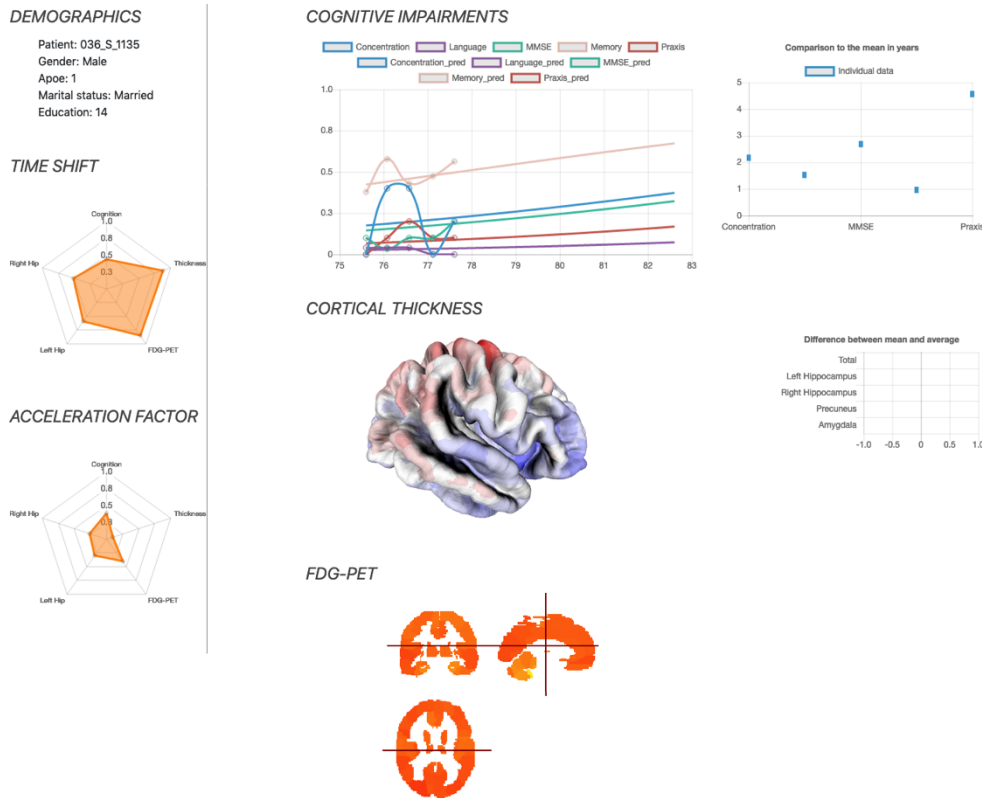 DEMOGRAPHICS
Patient: 036_S_1135
Gender: Male
Apoe: 1
Marital status: Married
Education: 14
TIME SHIFT
Cognition
1.0
0.8
0.5
0.3
Right Hip
Thickness
Left Hip
FDG-PET
ACCELERATION FACTOR
Cognition
1.0
0.8
0.5
0.3
Right Hip
Thickness
Left Hip
FDG-PET
COGNITIVE IMPAIRMENTS
Concentration Language MMSE Memory Praxis
Concentration_pred Language_pred MMSE_pred
Memory_pred Praxis_pred
1.0
0.8
0.5
0.3
0
75 76 77 78 79 80 81 82 83
Comparison to the mean in years
Individual data
5
4
3
2
1
0
Concentration MMSE Praxis
CORTICAL THICKNESS
Difference between mean and average
Total
Left Hippocampus
Right Hippocampus
Precuneus
Amygdala
-1.0 -0.5 0 0.5 1.0
FDG-PET